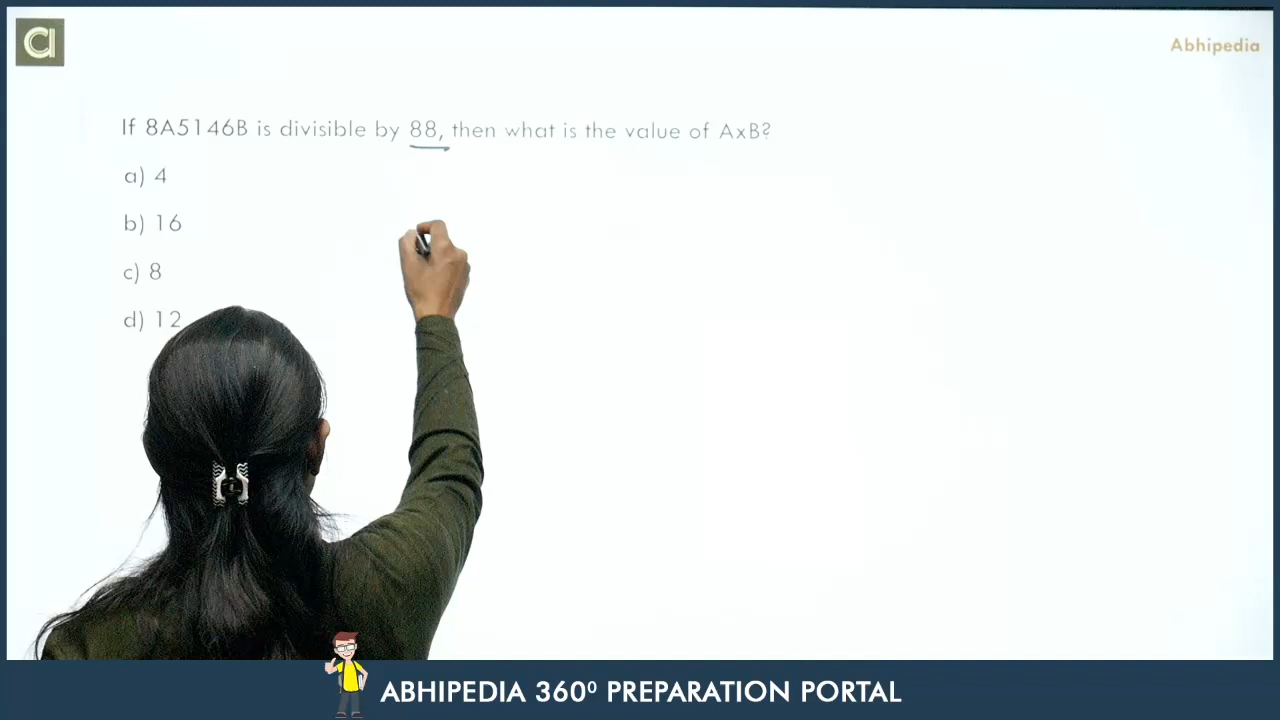 Abhipedia
If 8A5146B is divisible by 88, then what is the value of AxB?
a) 4
b) 16
c) 8
d) 12
ABHIPEDIA 360⁰ PREPARATION PORTAL